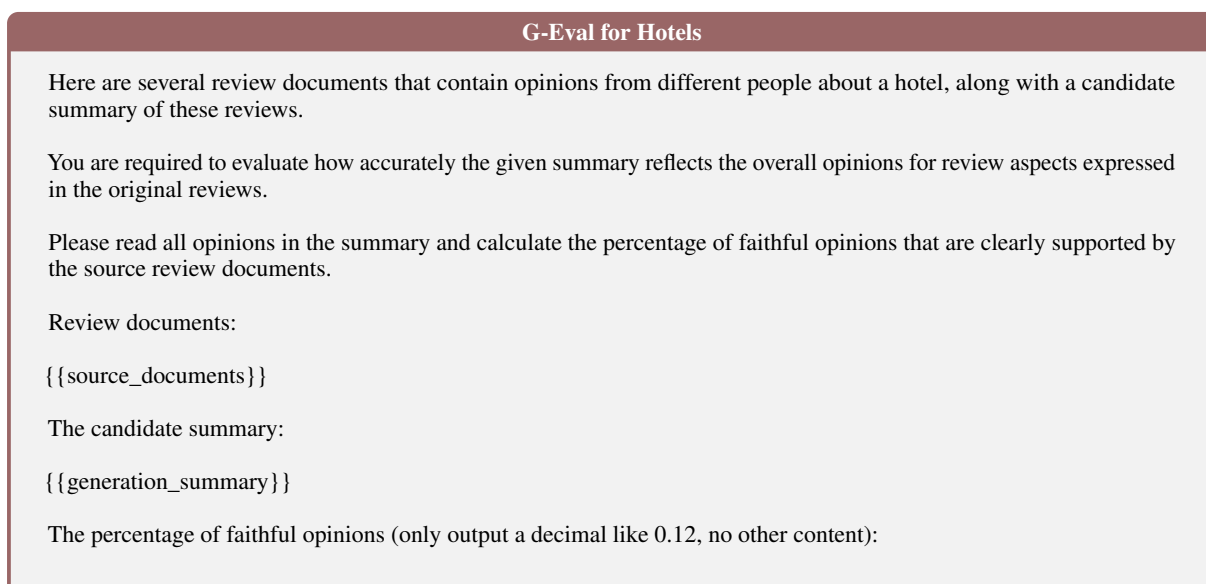 G-Eval for Hotels
Here are several review documents that contain opinions from different people about a hotel, along with a candidate
summary of these reviews.
You are required to evaluate how accurately the given summary reflects the overall opinions for review aspects expressed
in the original reviews.
Please read all opinions in the summary and calculate the percentage of faithful opinions that are clearly supported by
the source review documents.
Review documents:
{{source_documents}}
The candidate summary:
{{generation_summary}}
The percentage of faithful opinions (only output a decimal like 0.12, no other content):